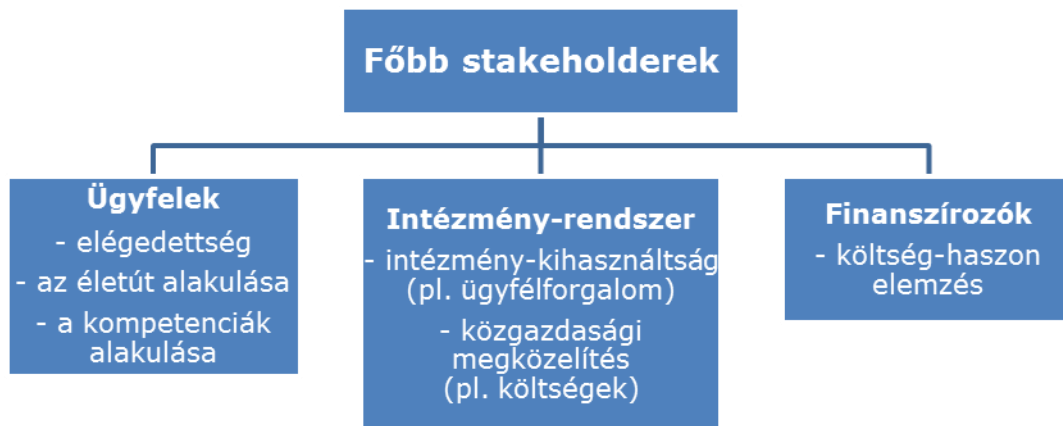 Főbb stakeholderek
Ügyfelek
- elégedettség
- az életút alakulása
- a kompetenciák
alakulása
Intézmény-rendszer
- intézmény-kihasználtság
(pl. ügyfélforgalom)
- közgazdasági
megközelítés
(pl. költségek)
Finanszírozók
- költség-haszon
elemzés